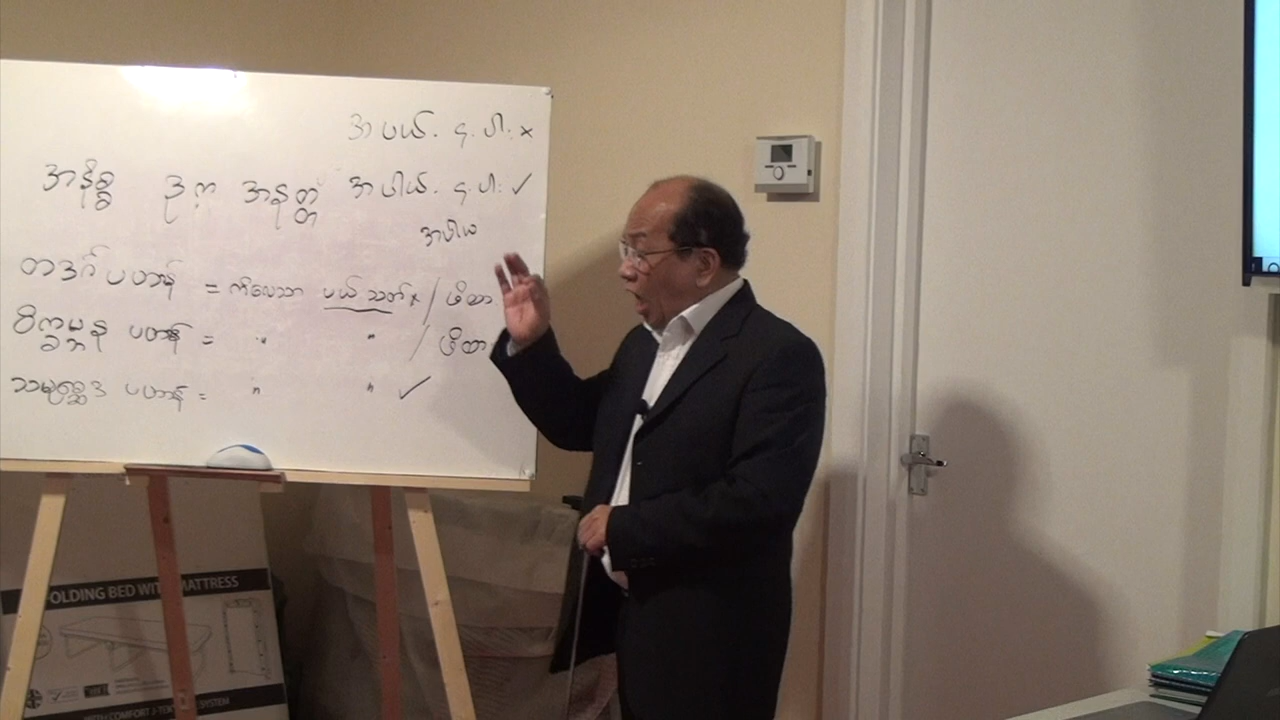 အပယ်. ၄. ပါး ×
အနိစ္စ ဒုက္ခ အနတ္တ အပါယ်. ၄. ပါး ✓
အပါယ
တဒင်္ဂ ပဟာန် = ကိလေသာ ပယ် သတ် × / ဖိထား
ဝိက္ခမ္ဘန ပဟာန် = " " / ဖိထား
သမုစ္ဆေဒ ပဟာန် = " " ✓
OLDING BED WIT MATTRESS